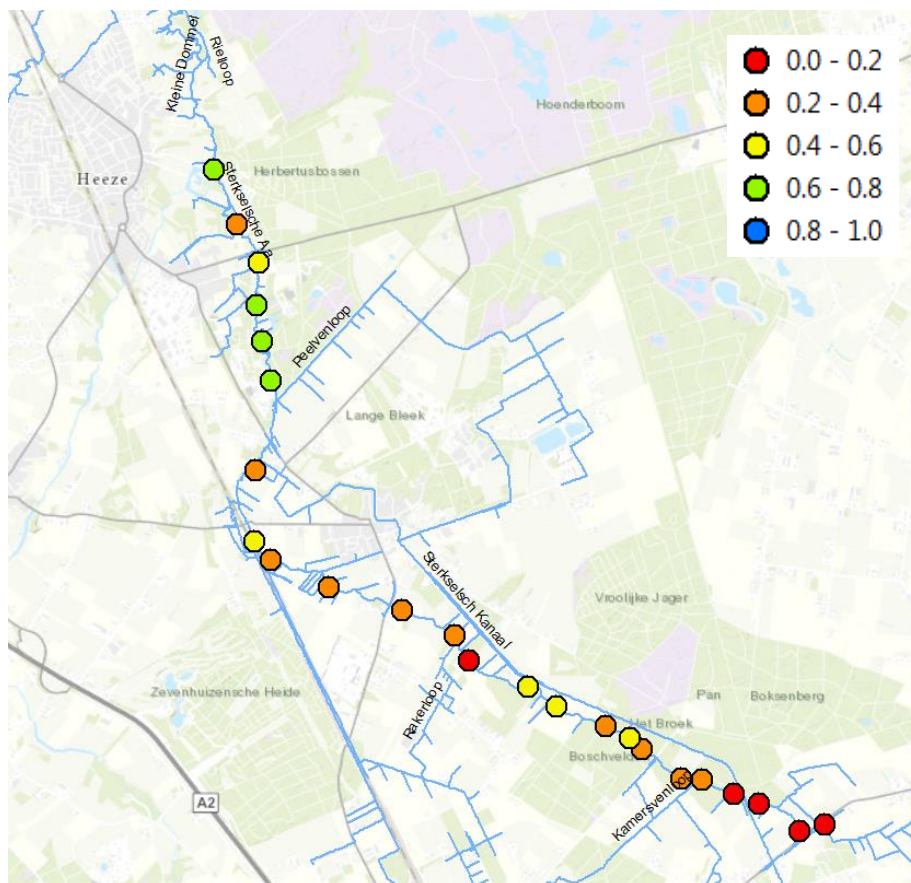 Kleine Dommel
Rielloop
Hoenderboom
0.0 - 0.2
0.2 - 0.4
0.4 - 0.6
0.6 - 0.8
0.8 - 1.0
Heeze
Herbertusbossen
Sterkselsche Aa
Peelvenloop
Lange Bleek
Sterkselsch Kanaal
Vroolijke Jager
Zevenhuizensche Heide
Rakerloop
Pan
Boksenberg
Het Broek
Boschvelden
Kamersvenloop
A2